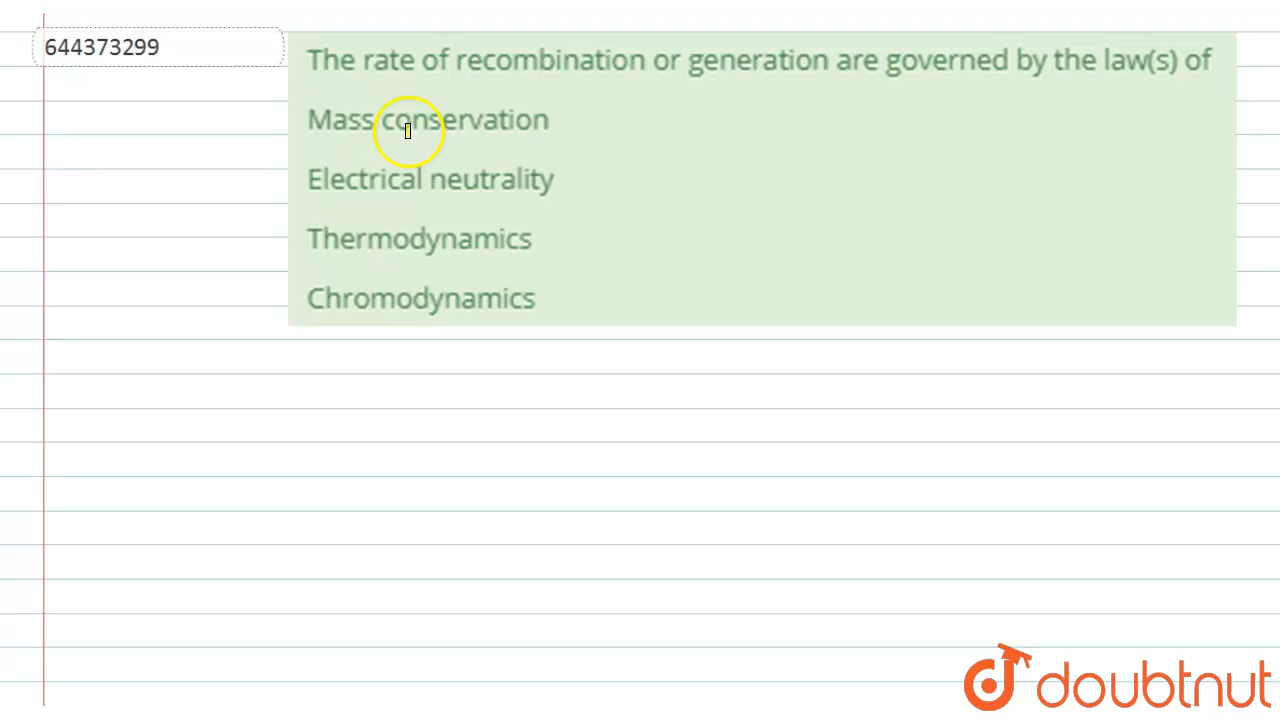 644373299
The rate of recombination or generation are governed by the law(s) of
Mass conservation
Electrical neutrality
Thermodynamics
Chromodynamics
doubtnut